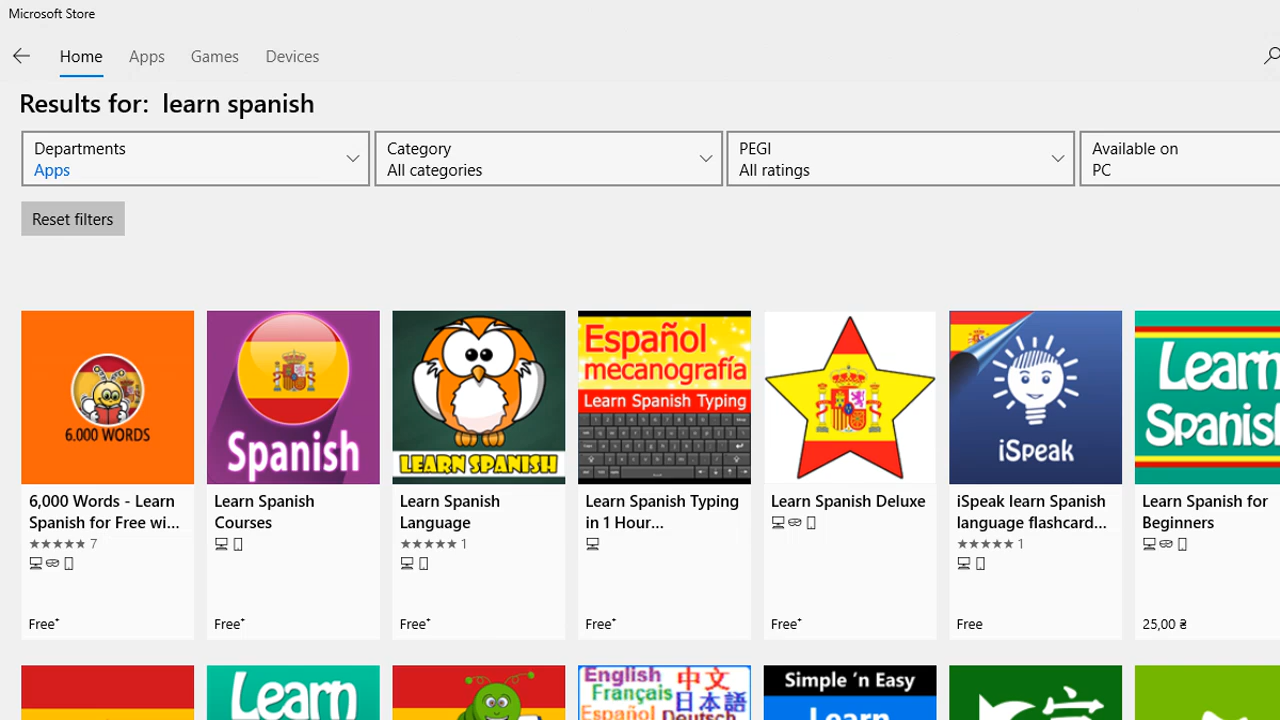 Microsoft Store
Home Apps Games Devices
Results for: learn spanish
Departments
Apps
Category
All categories
PEGI
All ratings
Available on
PC
Reset filters
6.000 WORDS
6,000 Words - Learn
Spanish for Free wi...
7
Free*
Spanish
Learn Spanish
Courses
Free*
LEARN SPANISH
Learn Spanish
Language
1
Free*
Español
mecanografía
Learn Spanish Typing
Learn Spanish Typing
in 1 Hour...
Free*
Learn Spanish Deluxe
Free*
iSpeak
iSpeak learn Spanish
language flashcard...
1
Free
Learn
Spanish
Learn Spanish for
Beginners
25,00 ₴
Learn
English
Français
Español
Deutsch
中文
日本語
Simple 'n Easy
Learn